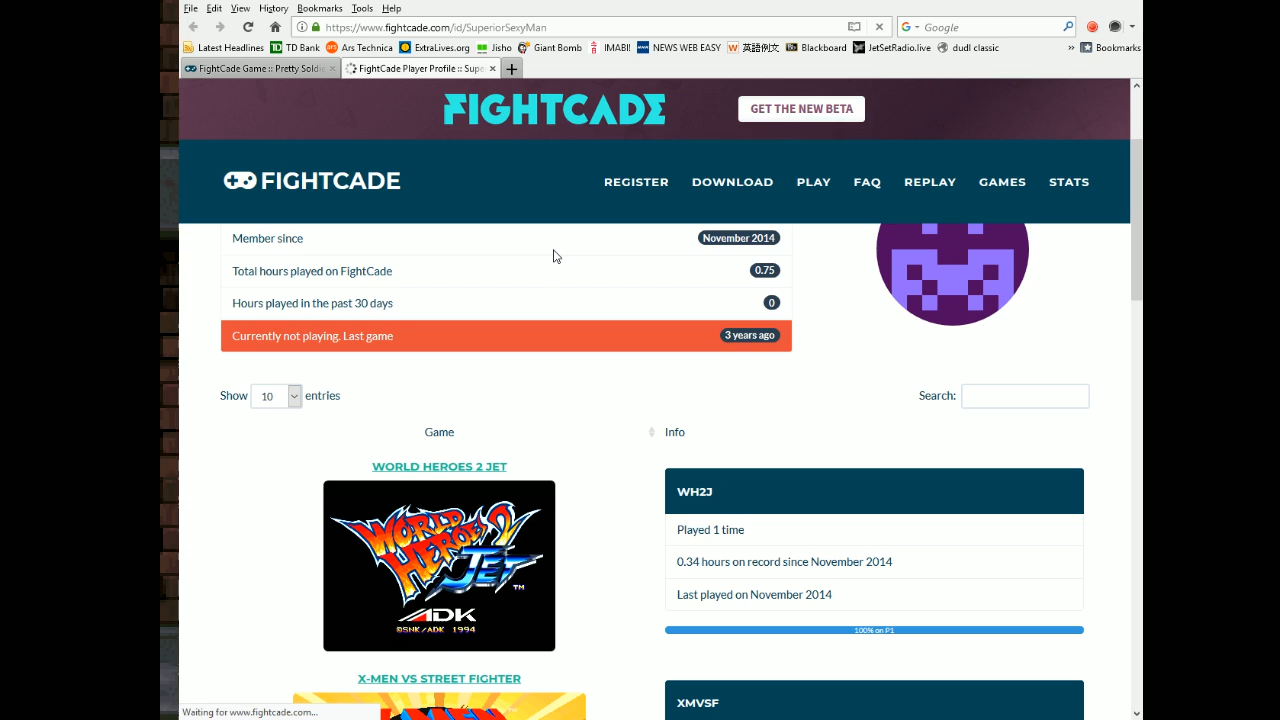 File Edit View History Bookmarks Tools Help
https://www.fightcade.com/id/SuperiorSexyMan
Google
Latest Headlines TD Bank Ars Technica ExtraLives.org Jisho Giant Bomb IMABI! NEWS WEB EASY 英語例文 Blackboard JetSetRadio.live dudl classic » Bookmarks
FightCade Game :: Pretty Soldie
FightCade Player Profile :: Supe
FIGHTCADE
GET THE NEW BETA
FIGHTCADE
REGISTER DOWNLOAD PLAY FAQ REPLAY GAMES STATS
Member since November 2014
Total hours played on FightCade 0.75
Hours played in the past 30 days 0
Currently not playing. Last game 3 years ago
Show 10 entries Search:
Game Info
WORLD HEROES 2 JET
WORLD HEROES 2 JET TM
ADK
©SNK/ADK 1994
WH2J
Played 1 time
0.34 hours on record since November 2014
Last played on November 2014
100% on P1
X-MEN VS STREET FIGHTER
XMVSF
Waiting for www.fightcade.com...